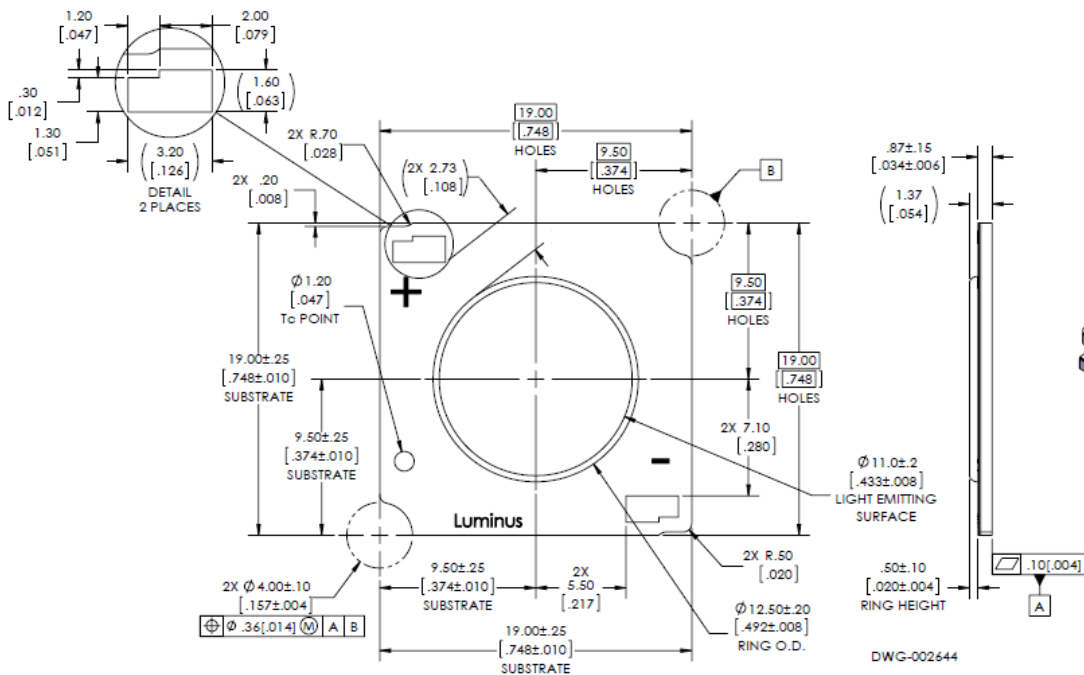 1.20
[.047]
2.00
[.079]
.30
[.012]
(1.60
[.063])
1.30
[.051]
(3.20
[.126])
DETAIL
2 PLACES
2X R.70
[.028]
2X .20
[.008]
(2X 2.73
[.108])
19.00
[.748]
HOLES
9.50
[.374]
HOLES
B
.87±.15
[.034±.006]
(1.37
[.054])
Ø1.20
[.047]
Tc POINT
+
9.50
[.374]
HOLES
19.00
[.748]
HOLES
19.00±.25
[.748±.010]
SUBSTRATE
9.50±.25
[.374±.010]
SUBSTRATE
2X 7.10
[.280]
-
Ø11.0±.2
[.433±.008]
LIGHT EMITTING
SURFACE
Luminus
2X Ø4.00±.10
[.157±.004]
⌖ Ø .36[.014] Ⓜ A B
9.50±.25
[.374±.010]
SUBSTRATE
2X
5.50
[.217]
2X R.50
[.020]
Ø12.50±.20
[.492±.008]
RING O.D.
19.00±.25
[.748±.010]
SUBSTRATE
.50±.10
[.020±.004]
RING HEIGHT
⏥ .10[.004]
A
DWG-002644